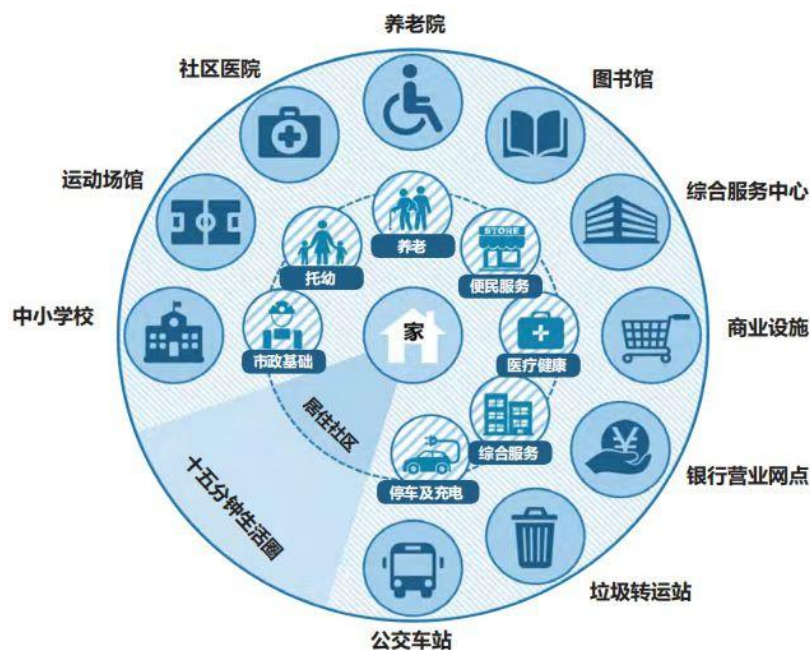 养老院
社区医院
图书馆
运动场馆
综合服务中心
养老
STORE
托幼
便民服务
中小学校
家
商业设施
市政基础
医疗健康
居住社区
综合服务
十五分钟生活圈
停车及充电
银行营业网点
垃圾转运站
公交车站